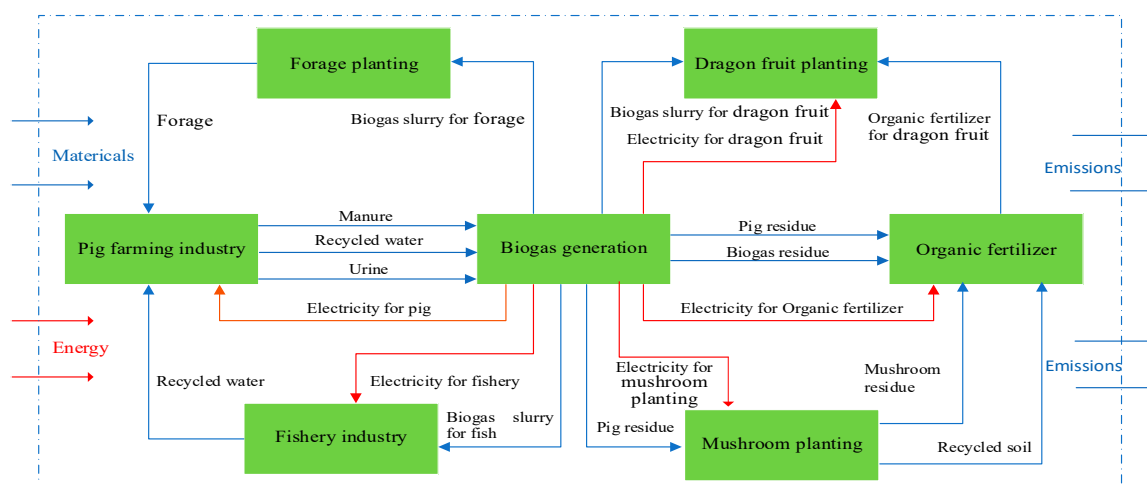 Forage planting
Dragon fruit planting
Forage
Biogas slurry for forage
Biogas slurry for dragon fruit
Electricity for dragon fruit
Organic fertilizer
for dragon fruit
Matericals
Emissions
Pig farming industry
Manure
Recycled water
Urine
Biogas generation
Pig residue
Biogas residue
Organic fertilizer
Electricity for pig
Electricity for Organic fertilizer
Energy
Recycled water
Electricity for fishery
Electricity for
mushroom
planting
Mushroom
residue
Emissions
Fishery industry
Biogas slurry
for fish
Pig residue
Mushroom planting
Recycled soil